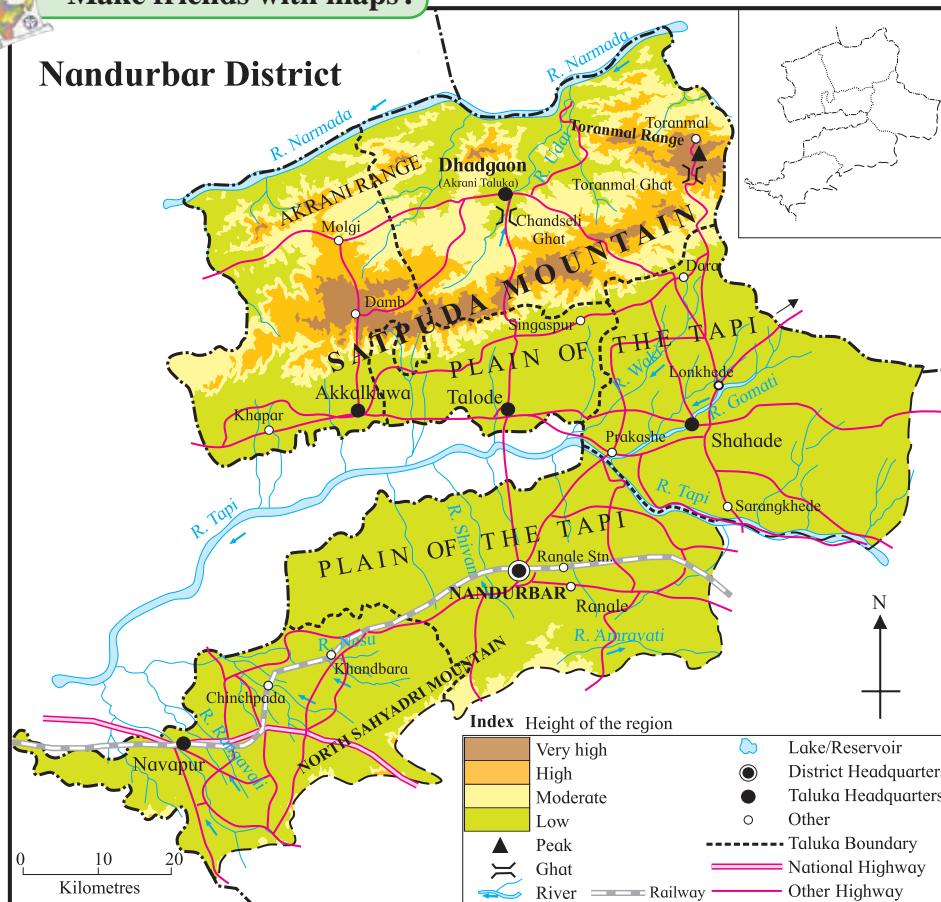 Make friends with maps!
Nandurbar District
R. Narmada
R. Narmada
R. Udai
Toranmal
Toranmal Range
Toranmal Ghat
Dhadgaon
(Akrani Taluka)
AKRANI RANGE
Molgi
Chandseli
Ghat
Damb
SATPUDA MOUNTAIN
Dara
Singaspur
PLAIN OF THE TAPI
R. Waki
Lonkhede
R. Gomati
Akkalkuwa
Talode
Khapar
Prakashe
Shahade
R. Tapi
R. Tapi
Sarangkhede
R. Shivan
PLAIN OF THE TAPI
Ranale Stn.
NANDURBAR
Ranale
R. Nesu
R. Amravati
Khandbara
Chinchpada
NORTH SAHYADRI MOUNTAIN
R. Rangavali
Navapur
N
0 10 20
Kilometres
Index Height of the region
Very high
High
Moderate
Low
Peak
Ghat
River
Railway
Lake/Reservoir
District Headquarter
Taluka Headquarters
Other
Taluka Boundary
National Highway
Other Highway